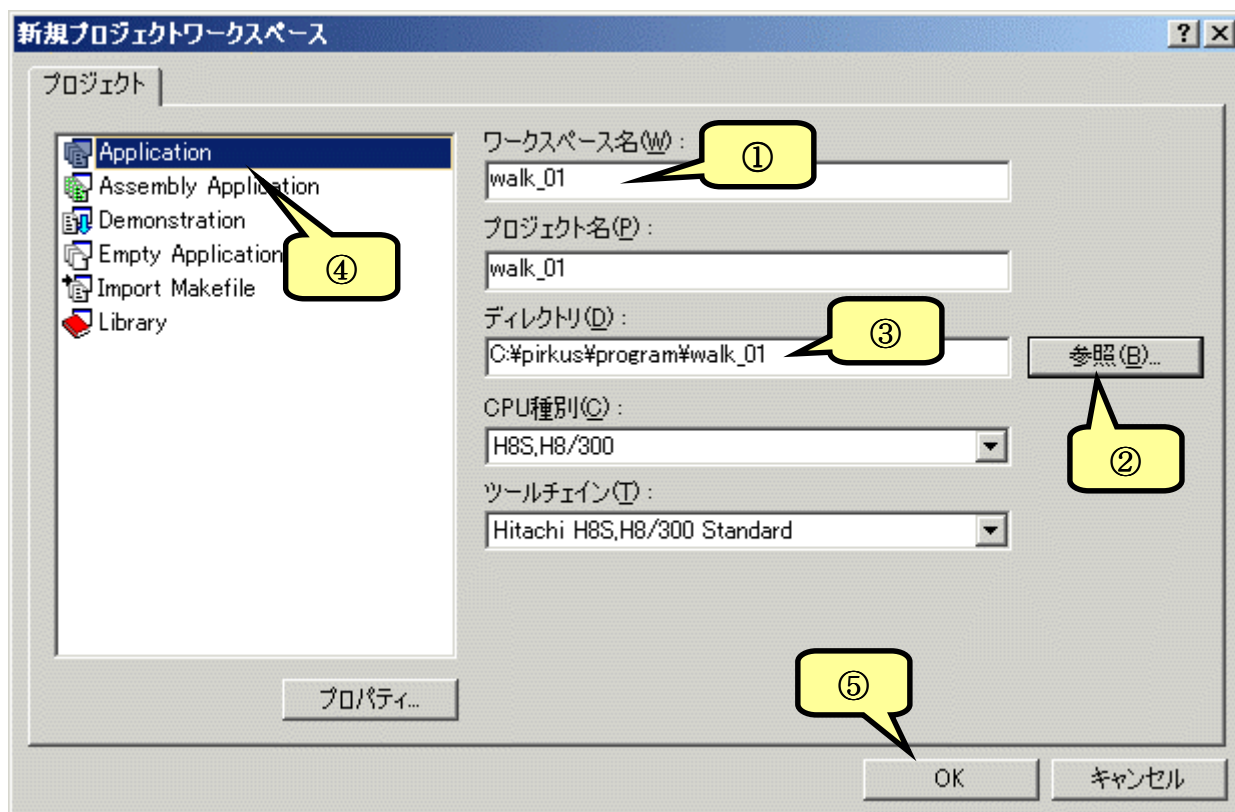 新規プロジェクトワークスペース
プロジェクト
Application
Assembly Application
Demonstration
Empty Application
Import Makefile
Library
④
プロパティ...
ワークスペース名(W) :
①
walk_01
プロジェクト名(P) :
walk_01
ディレクトリ(D) :
③
C:¥pirkus¥program¥walk_01
参照(B)...
②
CPU種別(C) :
H8S,H8/300
ツールチェイン(T) :
Hitachi H8S,H8/300 Standard
⑤
OK
キャンセル